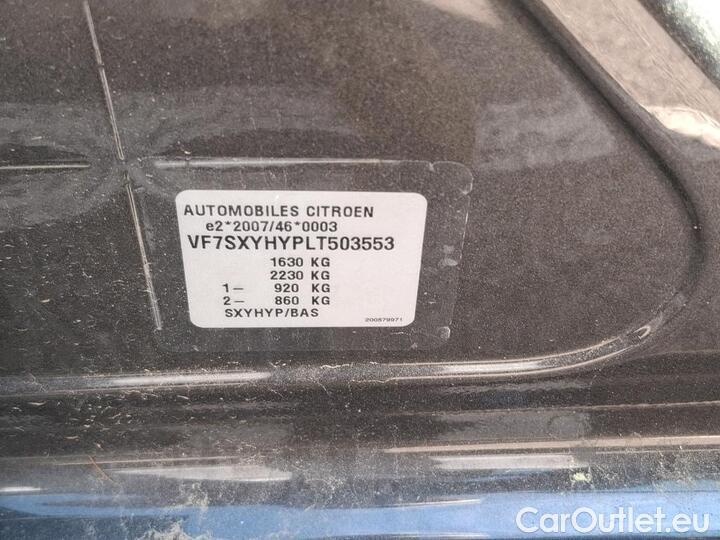 AUTOMOBILES CITROEN
e2*2007/46*0003
VF7SXYHYPLT503553
1630 KG
2230 KG
1– 920 KG
2– 860 KG
SXYHYP/BAS
200579971
CarOutlet.eu